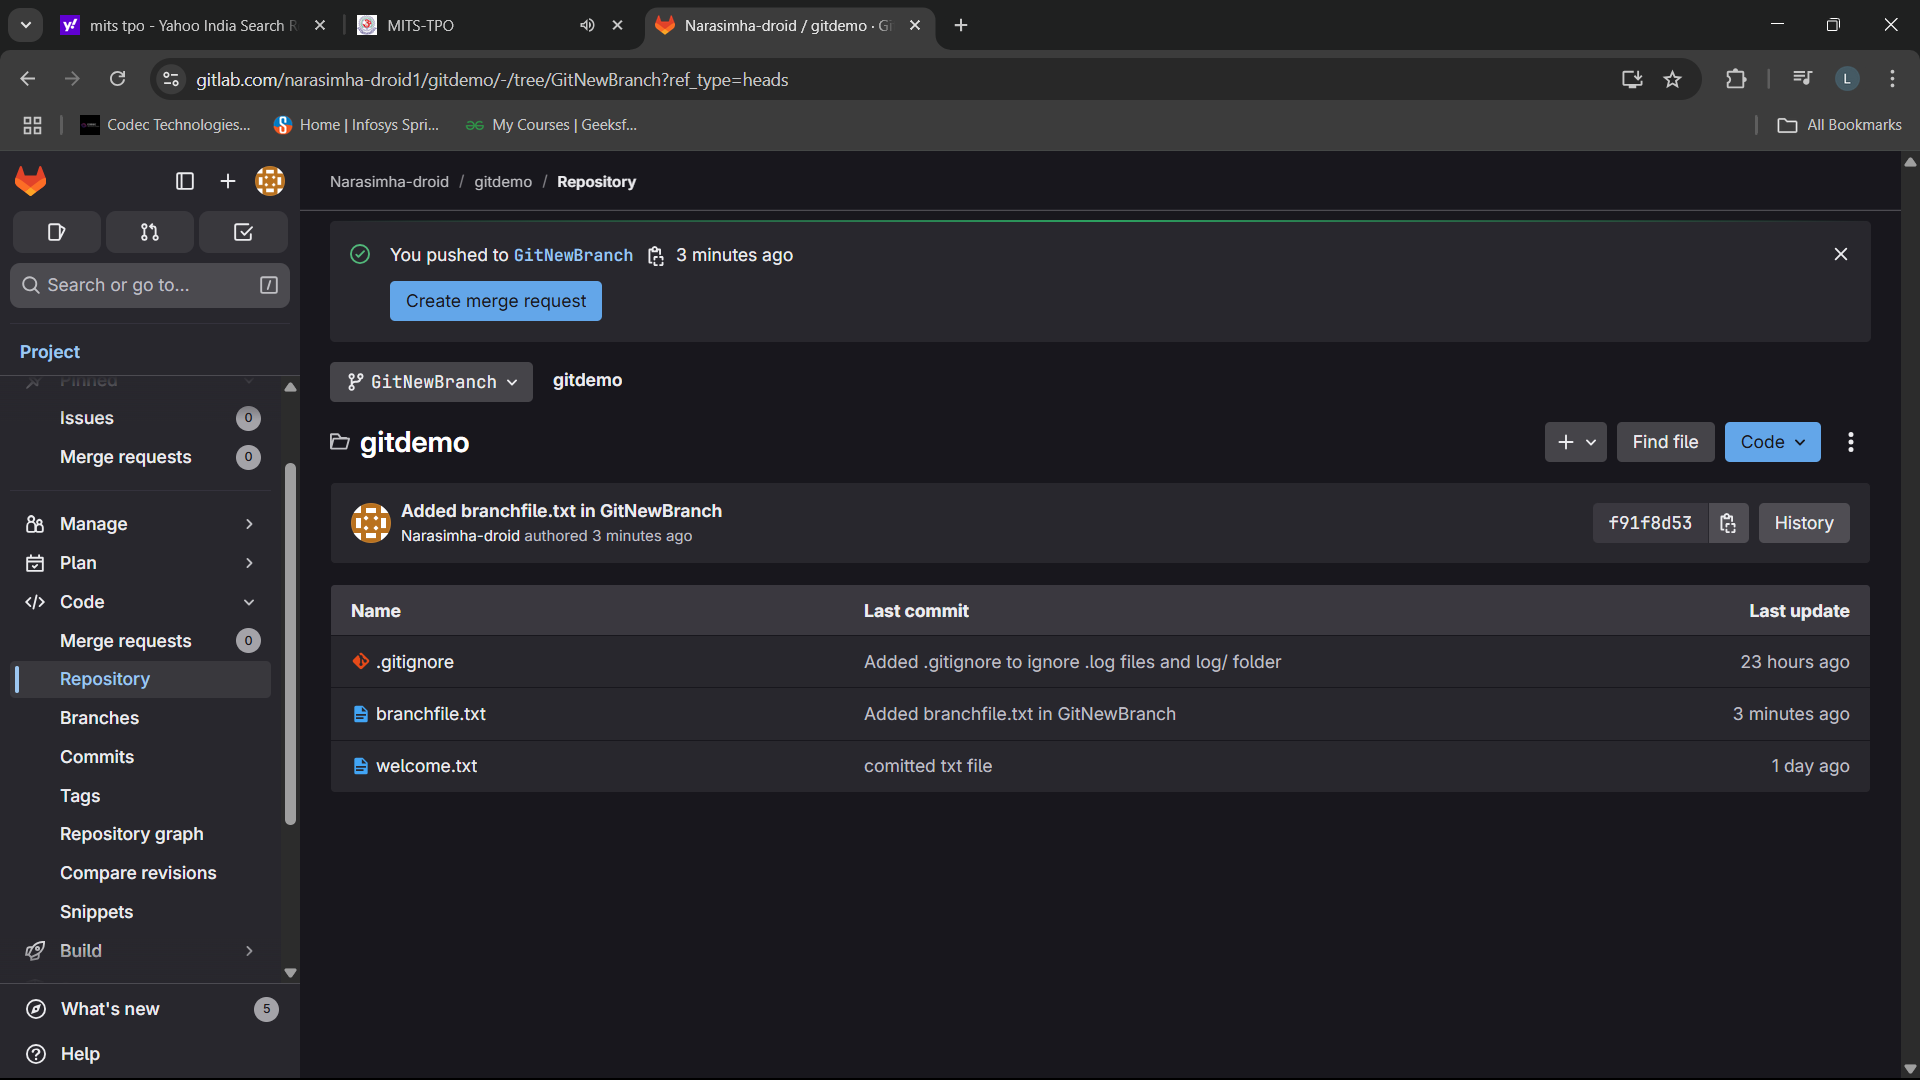 mits tpo - Yahoo India Search R
MITS-TPO
Narasimha-droid / gitdemo · Gi
gitlab.com/narasimha-droid1/gitdemo/-/tree/GitNewBranch?ref_type=heads
L
Codec Technologies...
Home | Infosys Spri...
My Courses | Geeksf...
All Bookmarks
Narasimha-droid / gitdemo / Repository
Search or go to...
/
You pushed to GitNewBranch 3 minutes ago
Create merge request
Project
Pinned
Issues 0
Merge requests 0
Manage
Plan
Code
Merge requests 0
Repository
Branches
Commits
Tags
Repository graph
Compare revisions
Snippets
Build
What's new 5
Help
GitNewBranch
gitdemo
gitdemo
Find file
Code
Added branchfile.txt in GitNewBranch
Narasimha-droid authored 3 minutes ago
f91f8d53
History
Name Last commit Last update
.gitignore Added .gitignore to ignore .log files and log/ folder 23 hours ago
branchfile.txt Added branchfile.txt in GitNewBranch 3 minutes ago
welcome.txt comitted txt file 1 day ago